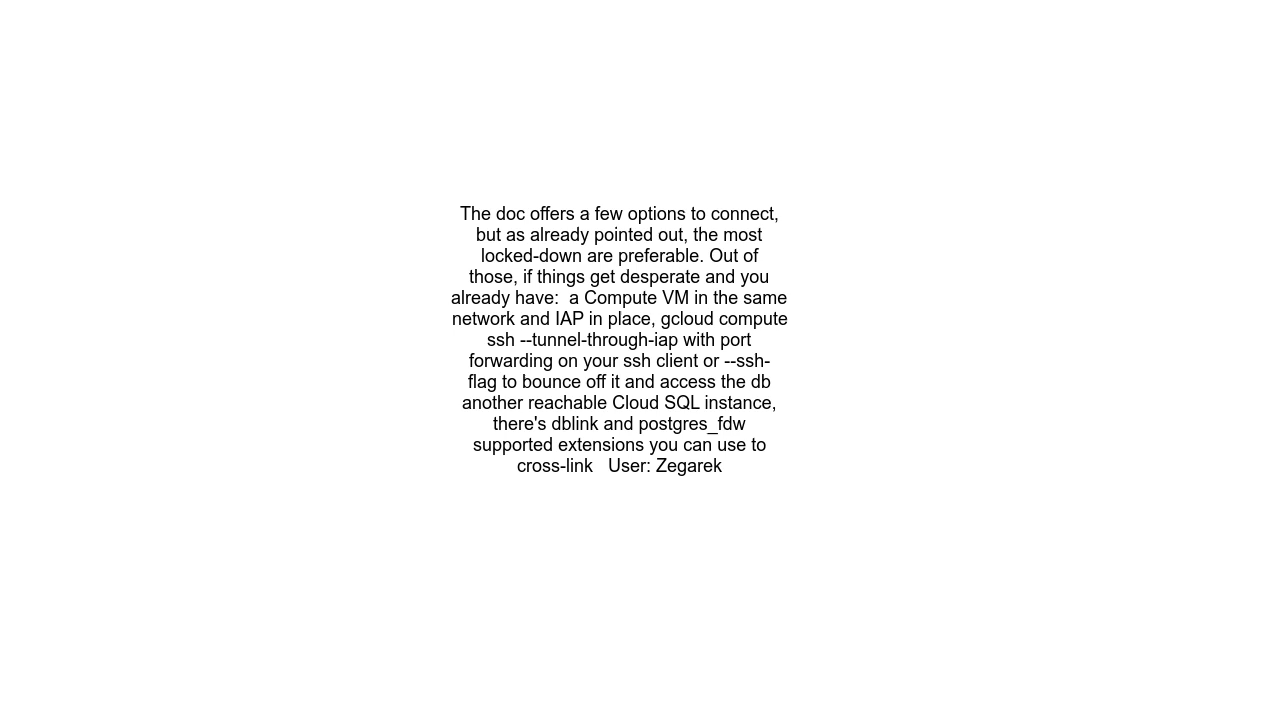 The doc offers a few options to connect,
but as already pointed out, the most
locked-down are preferable. Out of
those, if things get desperate and you
already have:  a Compute VM in the same
network and IAP in place, gcloud compute
ssh --tunnel-through-iap with port
forwarding on your ssh client or --ssh-
flag to bounce off it and access the db
another reachable Cloud SQL instance,
there's dblink and postgres_fdw
supported extensions you can use to
cross-link   User: Zegarek